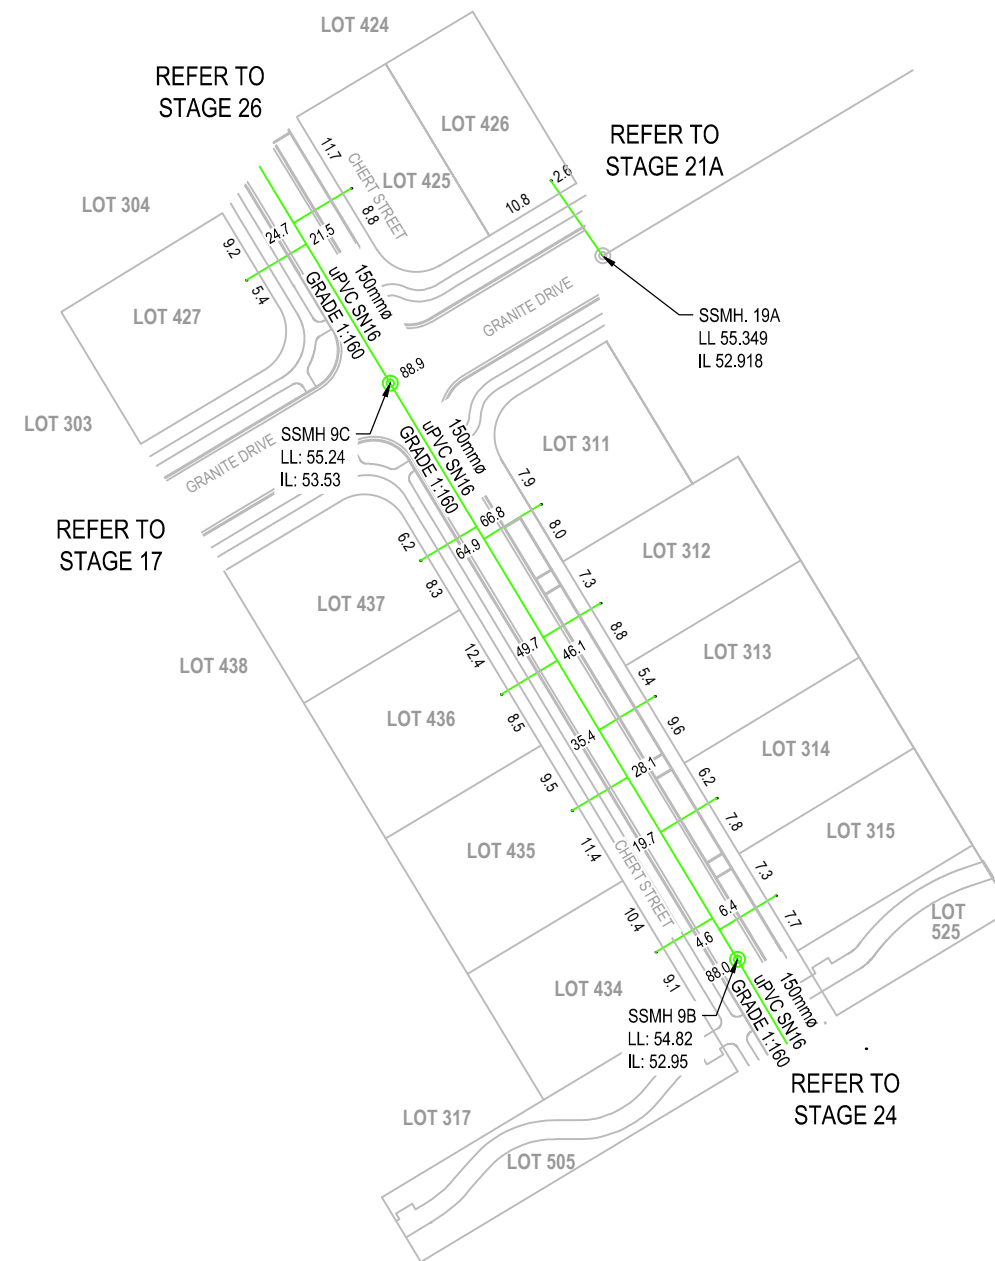 LOT 424
REFER TO
STAGE 26
LOT 426
REFER TO
STAGE 21A
11.7
CHERT STREET
LOT 425
2.6
LOT 304
10.8
8.8
24.7
21.5
9.2
5.4
150mmø
uPVC SN16
GRADE 1:160
LOT 427
GRANITE DRIVE
SSMH. 19A
LL 55.349
IL 52.918
88.9
LOT 303
SSMH 9C
LL: 55.24
IL: 53.53
150mmø
uPVC SN16
GRADE 1:160
LOT 311
GRANITE DRIVE
7.9
REFER TO
STAGE 17
66.8
8.0
6.2
64.9
LOT 312
8.3
7.3
LOT 437
8.8
49.7
46.1
LOT 313
LOT 438
12.4
5.4
LOT 436
8.5
9.6
35.4
LOT 314
28.1
6.2
9.5
7.8
LOT 315
19.7
11.4
LOT 435
CHERT STREET
7.3
6.4
7.7
LOT
525
10.4
4.6
88.0
9.1
LOT 434
150mmø
uPVC SN16
GRADE 1:160
SSMH 9B
LL: 54.82
IL: 52.95
REFER TO
STAGE 24
LOT 317
LOT 505